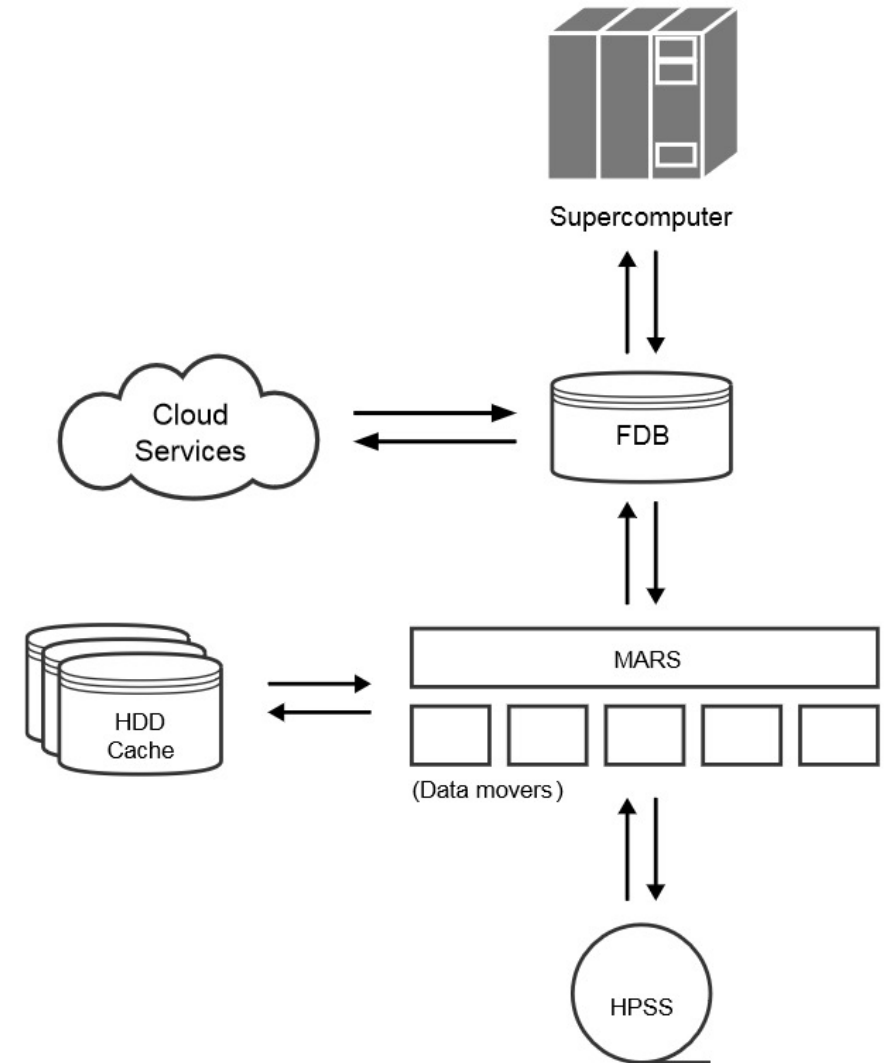 Supercomputer
Cloud
Services
FDB
MARS
HDD
Cache
(Data movers)
HPSS